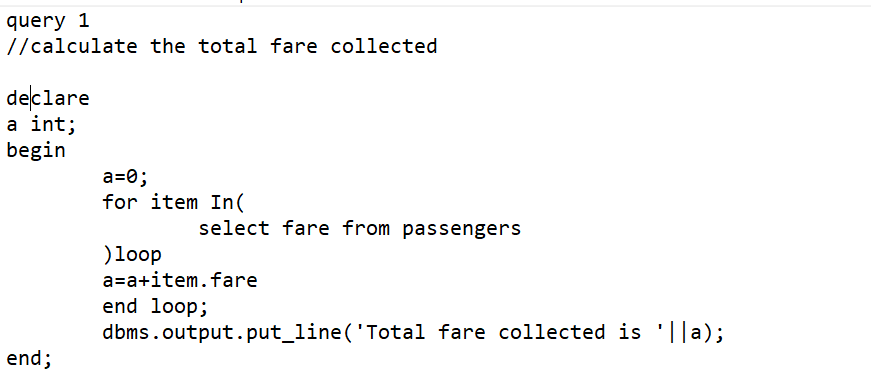 query 1
//calculate the total fare collected
declare
a int;
begin
a=0;
for item In(
select fare from passengers
)loop
a=a+item.fare
end loop;
dbms.output.put_line('Total fare collected is '||a);
end;